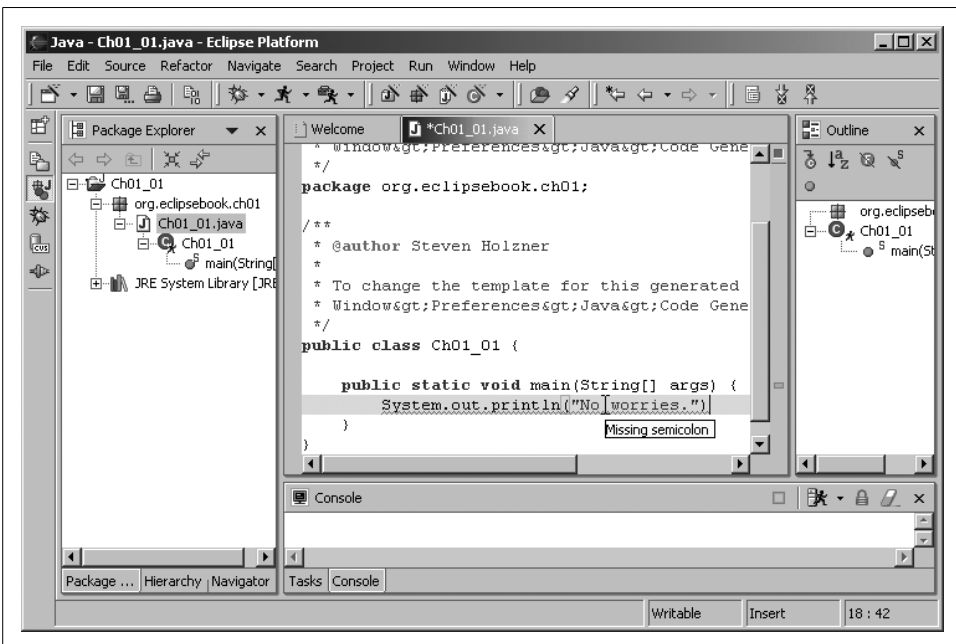 Java - Ch01_01.java - Eclipse Platform
File Edit Source Refactor Navigate Search Project Run Window Help
Package Explorer
Ch01_01
org.eclipsebook.ch01
Ch01_01.java
Ch01_01
main(String[
JRE System Library [JRE
Package ... Hierarchy Navigator
Welcome *Ch01_01.java
* Window&gt;Preferences&gt;Java&gt;Code Gene
*/
package org.eclipsebook.ch01;
/**
* @author Steven Holzner
*
* To change the template for this generated
* Window&gt;Preferences&gt;Java&gt;Code Gene
*/
public class Ch01_01 {
public static void main(String[] args) {
System.out.println("No worries.")
Missing semicolon
}
}
Outline
org.eclipseb
Ch01_01
main(St
Console
Tasks Console
Writable Insert 18 : 42